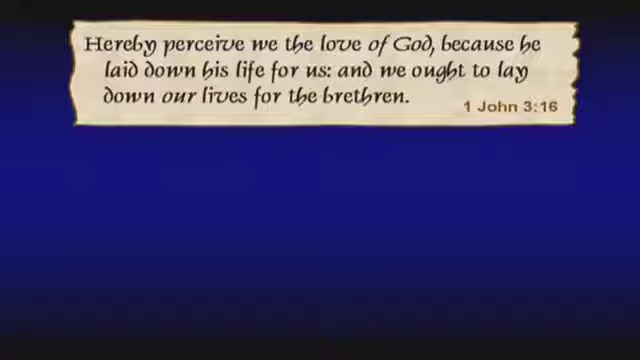 Hereby perceive we the love of God, because he
laid down his life for us: and we ought to lay
down our lives for the brethren.
1 John 3:16